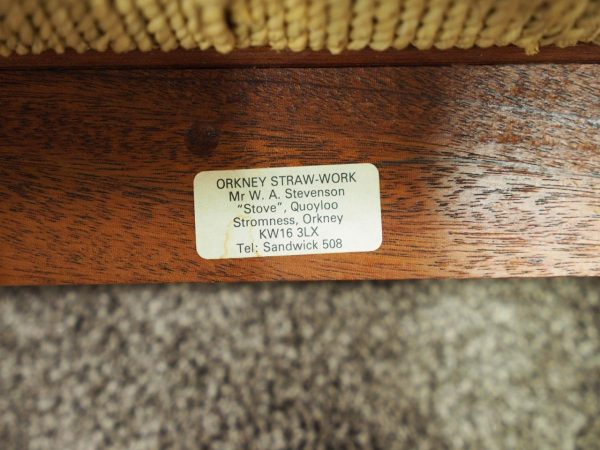 ORKNEY STRAW-WORK
Mr W. A. Stevenson
"Stove", Quoyloo
Stromness, Orkney
KW16 3LX
Tel: Sandwick 508